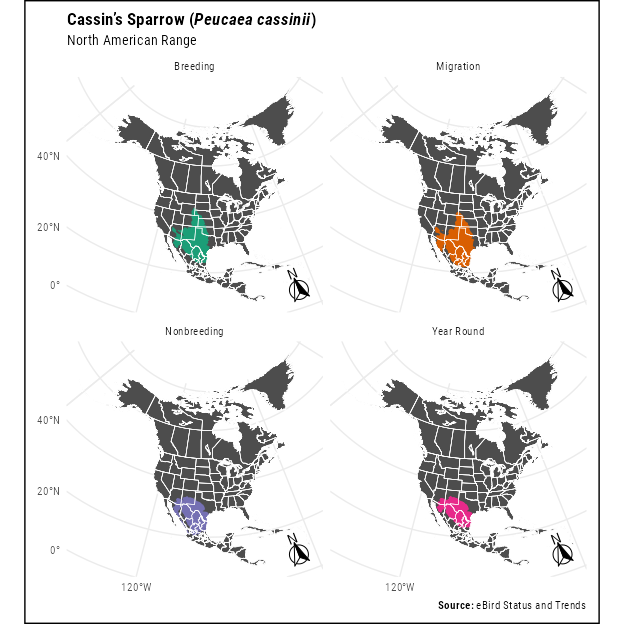 Cassin's Sparrow (Peucaea cassinii)
North American Range
Breeding
Migration
40°N
20°N
0°
N
N
Nonbreeding
Year Round
40°N
20°N
0°
N
N
120°W
120°W
Source: eBird Status and Trends